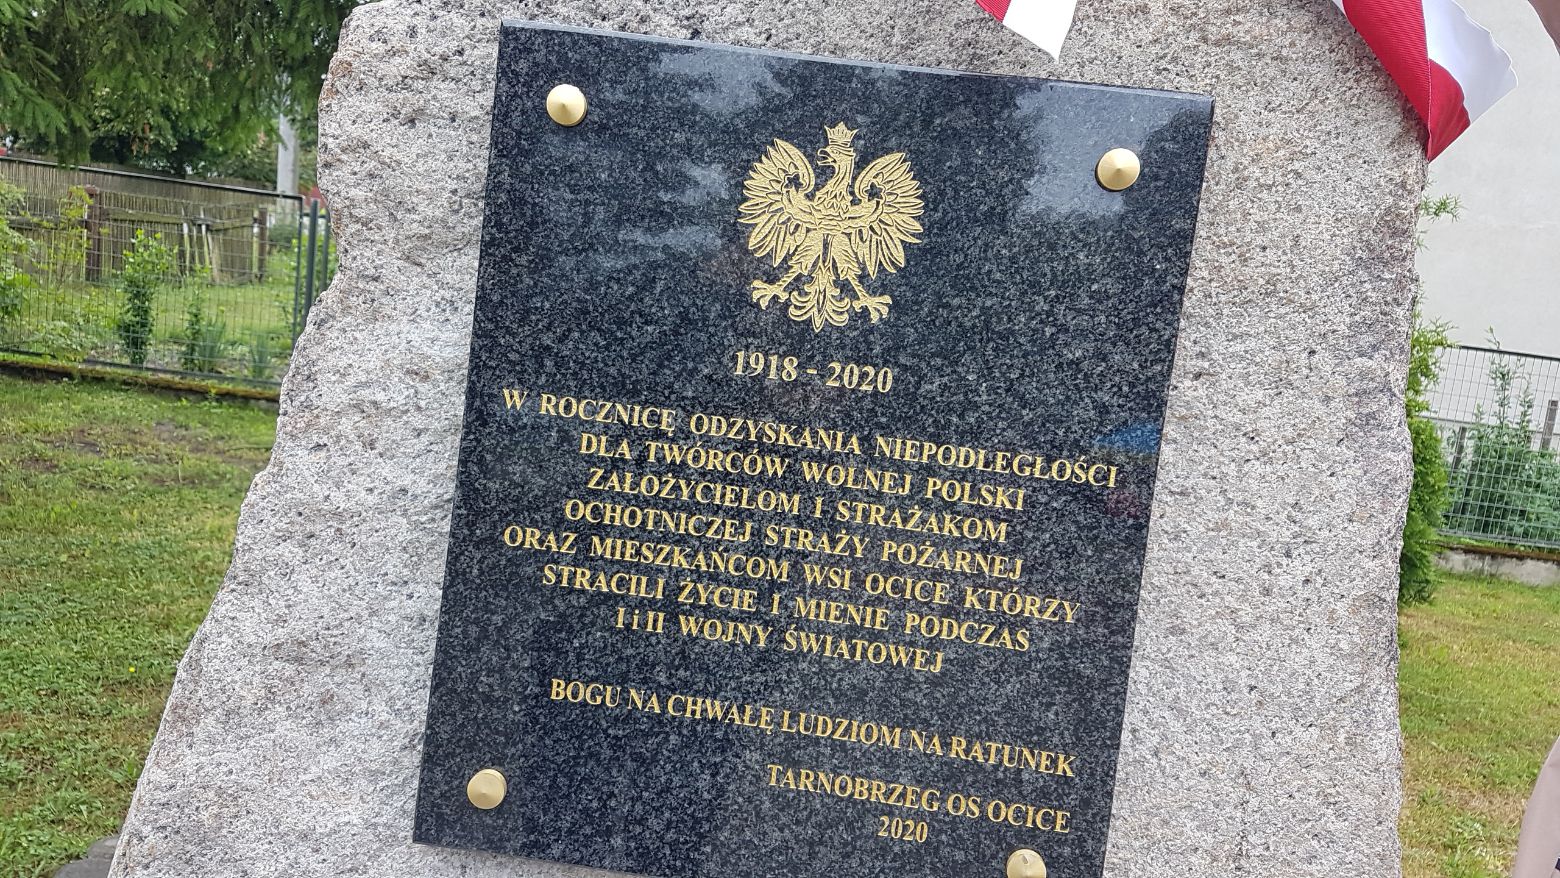 1918 - 2020
W ROCZNICĘ ODZYSKANIA NIEPODLEGŁOŚCI
DLA TWÓRCÓW WOLNEJ POLSKI
ZAŁOŻYCIELOM I STRAŻAKOM
OCHOTNICZEJ STRAŻY POŻARNEJ
ORAZ MIESZKAŃCOM WSI OCICE KTÓRZY
STRACILI ŻYCIE I MIENIE PODCZAS
I i II WOJNY ŚWIATOWEJ
BOGU NA CHWAŁĘ LUDZIOM NA RATUNEK
TARNOBRZEG OS OCICE
2020